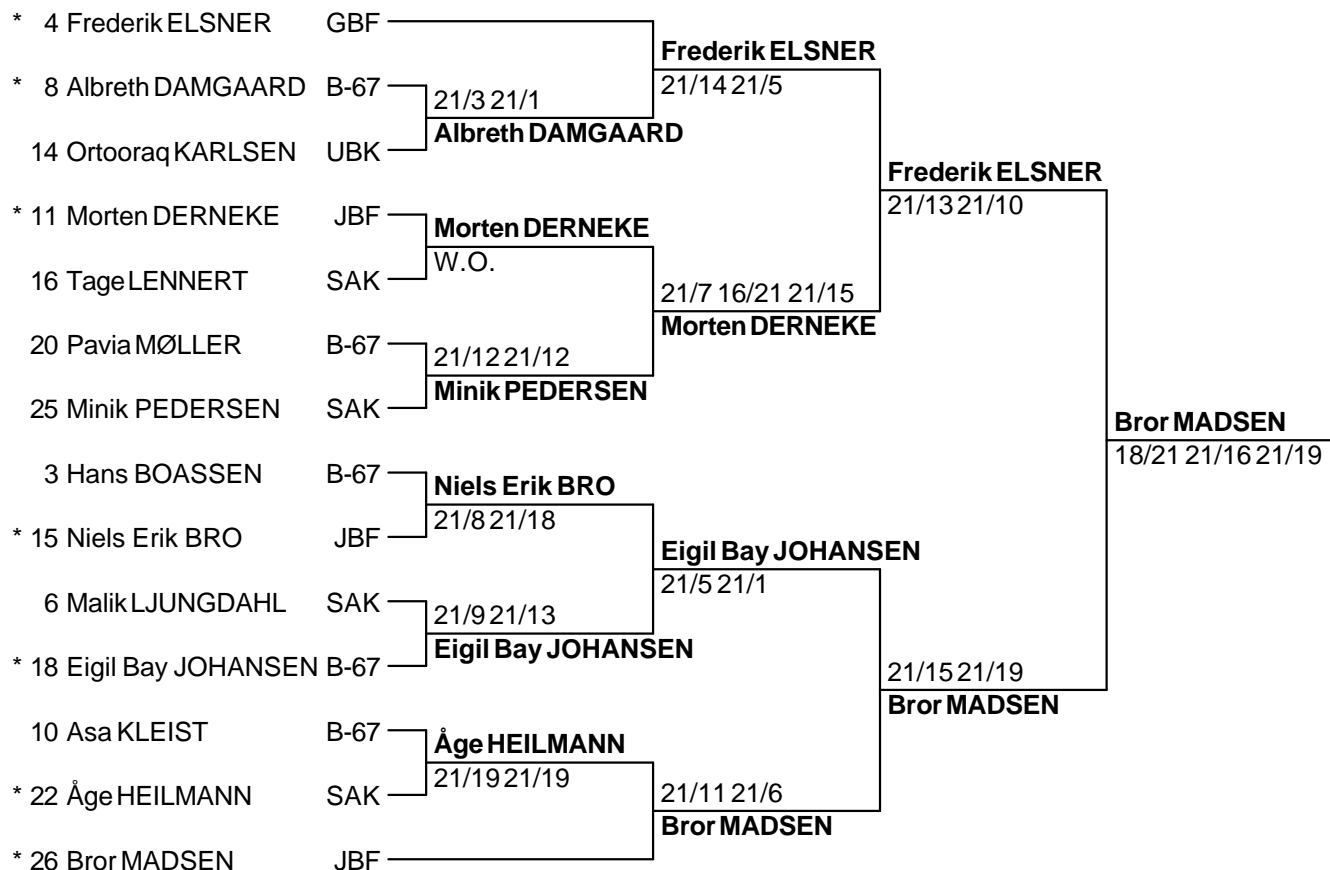 * 4 Frederik ELSNER GBF
Frederik ELSNER
* 8 Albreth DAMGAARD B-67
21/14 21/5
21/3 21/1
Albreth DAMGAARD
14 Ortooraq KARLSEN UBK
Frederik ELSNER
* 11 Morten DERNEKE JBF
21/13 21/10
Morten DERNEKE
W.O.
16 Tage LENNERT SAK
21/7 16/21 21/15
Morten DERNEKE
20 Pavia MØLLER B-67
21/12 21/12
Minik PEDERSEN
25 Minik PEDERSEN SAK
Bror MADSEN
18/21 21/16 21/19
3 Hans BOASSEN B-67
Niels Erik BRO
21/8 21/18
* 15 Niels Erik BRO JBF
Eigil Bay JOHANSEN
21/5 21/1
6 Malik LJUNGDAHL SAK
21/9 21/13
Eigil Bay JOHANSEN
* 18 Eigil Bay JOHANSEN B-67
21/15 21/19
Bror MADSEN
10 Asa KLEIST B-67
Åge HEILMANN
21/19 21/19
* 22 Åge HEILMANN SAK
21/11 21/6
Bror MADSEN
* 26 Bror MADSEN JBF